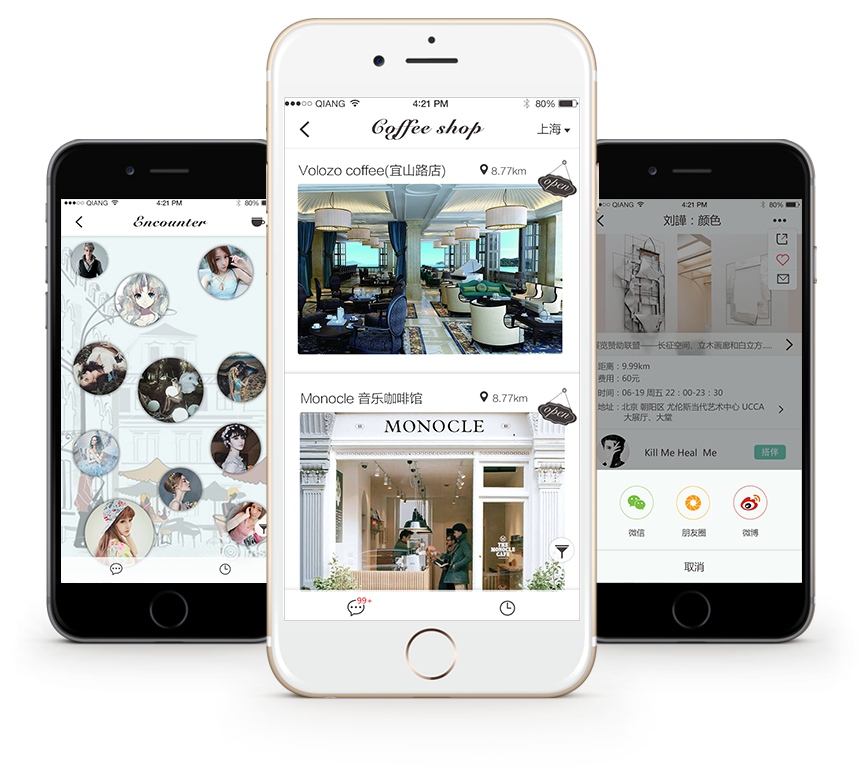 QIANG 4:21 PM 80%
Encounter
QIANG 4:21 PM 80%
Coffee shop
上海
Volozo coffee(宜山路店) 8.77km
open
Monocle 音乐咖啡馆 8.77km
open
MONOCLE
THE
MONOCLE
CAFE
99+
QIANG 4:21 PM 80%
刘韡：颜色
览赞助联盟——长征空间、立木画廊和白立方.....
距离：9.99km
费用：60元
时间：06-19 周五 22：00-23：30
地址：北京 朝阳区 尤伦斯当代艺术中心 UCCA
大展厅、大堂
Kill Me Heal Me
搭伴
微信 朋友圈 微博
取消